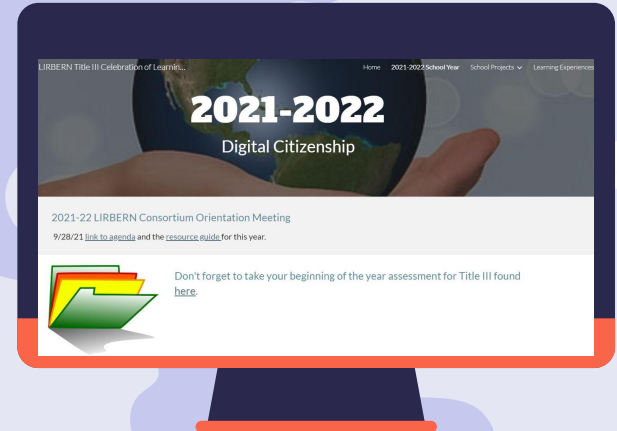 LIRBERN Title III Celebration of Learnin...
Home 2021-2022 School Year School Projects Learning Experiences
2021-2022
Digital Citizenship
2021-22 LIRBERN Consortium Orientation Meeting
9/28/21 link to agenda and the resource guide for this year.
Don't forget to take your beginning of the year assessment for Title III found
here.